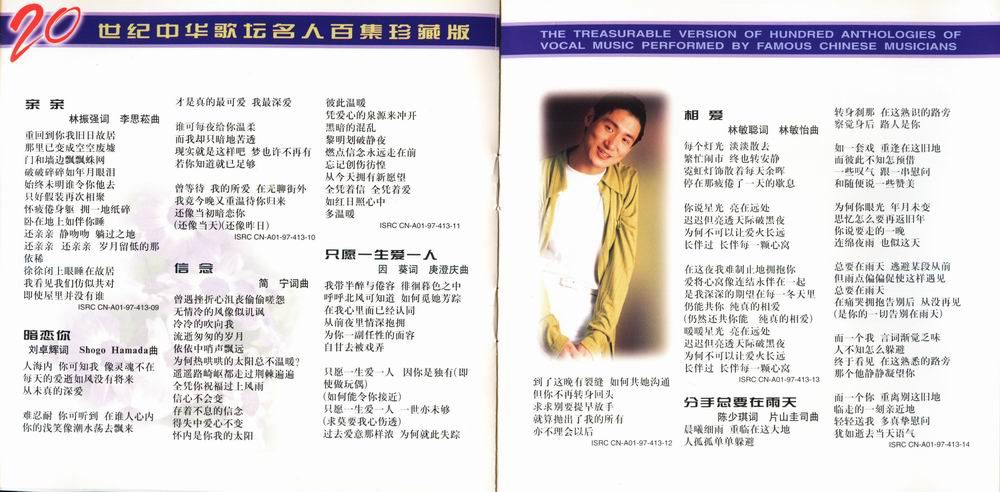 20 世纪中华歌坛名人百集珍藏版
亲亲
林振强词 李思菘曲
重回到你我旧日故居
那里已变成空空废墟
门和墙边飘飘蛛网
破破碎碎如年月眼泪
始终未明谁令你他去
只好假装再次相聚
怀疲倦身躯 拥一地纸碎
卧在地上如伴你睡
还亲亲 静吻吻 躺过之地
还亲亲 还亲亲 岁月留低的那
依稀
徐徐闭上眼睡在故居
我看见我们仿似共对
即使屋里并没有谁
ISRC CN-A01-97-413-09
暗恋你
刘卓辉词 Shogo Hamada曲
人海内 你可知我 像灵魂不在
每天的爱逝如风没有将来
从未真的深爱
难忍耐 你可听到 在谁人心内
你的浅笑像潮水荡去飘来
才是真的最可爱 我最深爱
谁可每夜给你温柔
而我却只暗地苦透
现实就是这样吧 梦也许不再有
若你知道就已足够
曾等待 我的所爱 在无聊街外
我竟今晚又重温待你归来
还像当初暗恋你
(还像当天)(还像昨日)
ISRC CN-A01-97-413-10
信念
简 宁词曲
曾遇挫折心沮丧偷偷嗟怨
无情冷的风像似讥讽
冷冷的吹向我
流逝匆匆的岁月
依依中哨声飘远
为何热哄哄的太阳总不温暖?
遥遥路崎岖都走过荆棘遍遍
全凭你祝福过上风雨
信心不会变
存着不息的信念
得失中爱心不变
怀内是你我的太阳
彼此温暖
凭爱心的泉源来冲开
黑暗的混乱
黎明划破静夜
燃点信念永远走在前
忘记创伤彷徨
从今天拥有新愿望
全凭着信 全凭着爱
如红日照心中
多温暖
ISRC CN-A01-97-413-11
只愿一生爱一人
因 葵词 庚澄庆曲
我带半醉与倦容 徘徊暮色之中
呼呼北风可知道 如何觅她芳踪
在我心里面已经认同
从前夜里情深抱拥
为你一副任性的面容
自甘去被戏弄
只愿一生爱一人 因你是独有(即
使做玩偶)
(如何能令你接近)
只愿一生爱一人 一世亦未够
(求莫要我心伤透)
过去爱意那样浓 为何就此失踪
THE TREASURABLE VERSION OF HUNDRED ANTHOLOGIES OF
VOCAL MUSIC PERFORMED BY FAMOUS CHINESE MUSICIANS
到了这晚有裂缝 如何共她沟通
但你不再转身回头
求求别要提早放手
就算抛出了我的所有
亦不理会以后
ISRC CN-A01-97-413-12
相爱
林敏聪词 林敏怡曲
每个灯光 淡淡散去
繁忙闹市 终也转安静
霓虹灯饰散着每天余晖
停在那疲倦了一天的歇息
你说星光 亮在远处
迟迟但亮透天际破黑夜
为何不可以让爱火长远
长伴过 长伴每一颗心窝
在这夜我难制止地拥抱你
爱将心窝像连结永伴在一起
是我深深的期望在每一冬天里
仍能共你 纯真的相爱
(仍然还共你能 纯真的相爱)
暖暖星光 亮在远处
迟迟但亮透天际破黑夜
为何不可以让爱火长远
长伴过 长伴每一颗心窝
ISRC CN-A01-97-413-13
分手总要在雨天
陈少琪词 片山圭司曲
晨曦细雨 重临在这大地
人孤孤单单躲避
转身刹那 在这熟识的路旁
察觉身后 路人是你
如一套戏 重逢在这旧地
而彼此不知怎预借
一些叹气 跟一串慰问
和随便说一些赞美
为何你眼光 年月未变
思忆怎么要再返旧年
你说要走的一晚
连绵夜雨 也似这天
总要在雨天 逃避某段从前
但雨点偏偏促使这样遇见
总要在雨天
在痛哭拥抱告别后 从没再见
(是你的一切告别在雨天)
而一个我 言词渐觉乏味
人不知怎么躲避
终于看见 在这熟悉的路旁
那个他静静凝望你
而一个你 重离别这旧地
临走的一刻亲近地
轻轻送我 多真挚慰问
犹如逝去当天语气
ISRC CN-A01-97-413-14